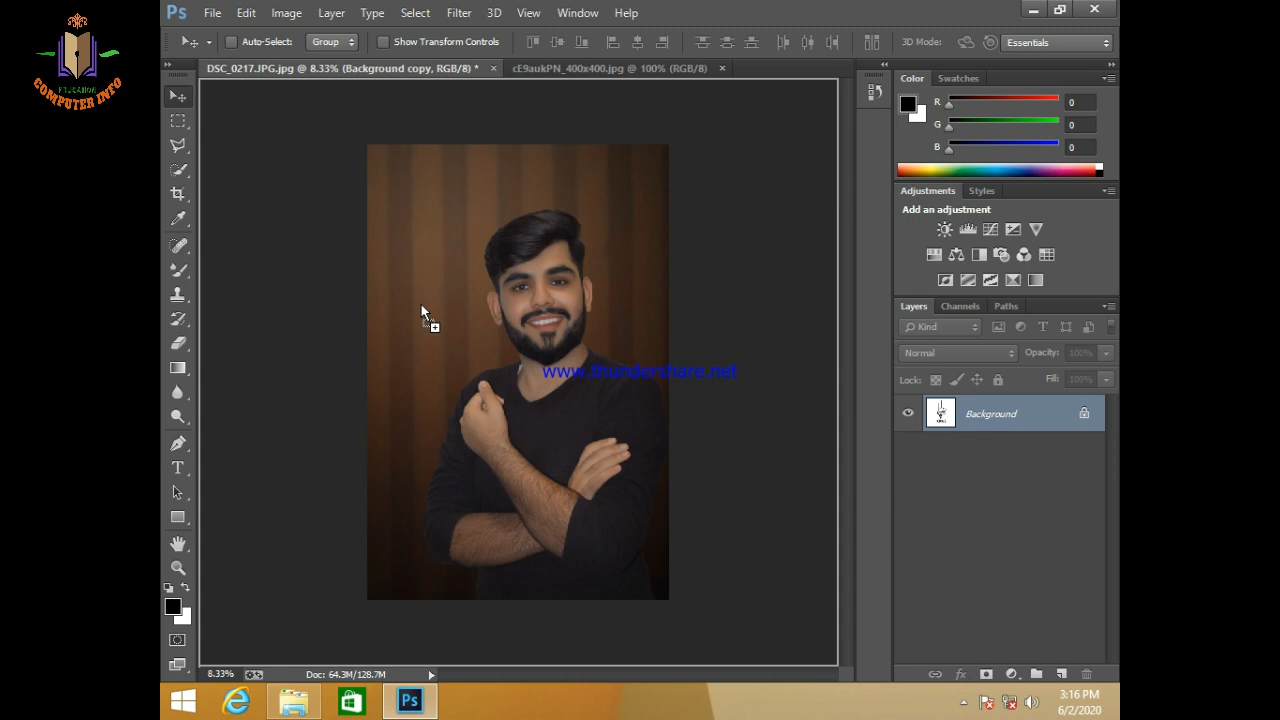 Ps File Edit Image Layer Type Select Filter 3D View Window Help
Auto-Select: Group Show Transform Controls 3D Mode: Essentials
DSC_0217.JPG.jpg @ 8.33% (Background copy, RGB/8) * × cE9aukPN_400x400.jpg @ 100% (RGB/8) ×
EDUCATION
COMPUTER INFO
Color Swatches
R 0
G 0
B 0
Adjustments Styles
Add an adjustment
Layers Channels Paths
Kind
Normal Opacity: 100%
Lock: Fill: 100%
Background
www.thundershare.net
8.33% Doc: 64.3M/128.7M
Ps
3:16 PM
6/2/2020